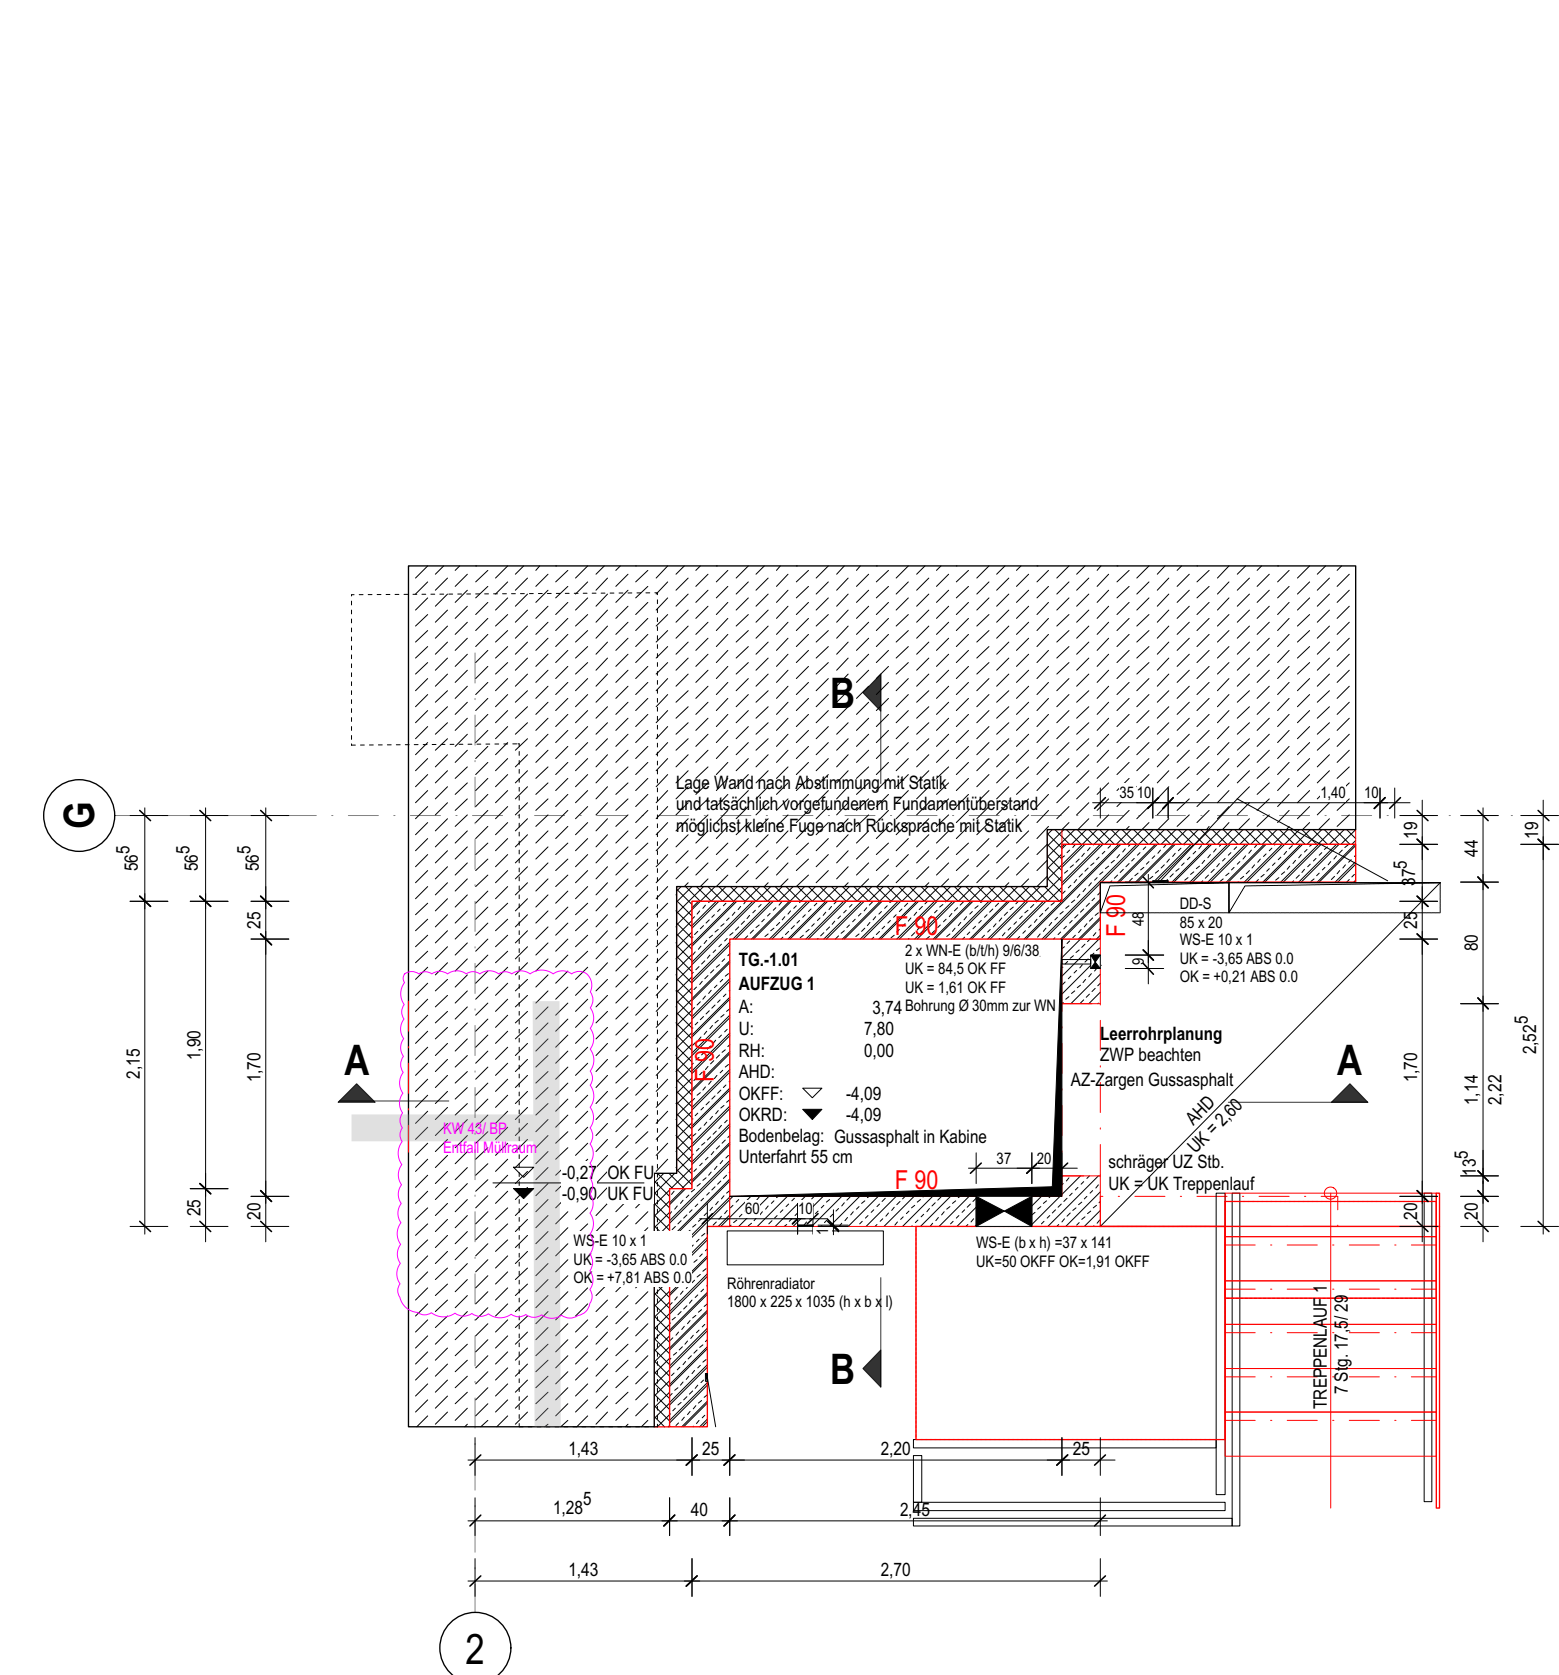 B
Lage Wand nach Abstimmung mit Statik
und tatsächlich vorgefundenem Fundamentüberstand
möglichst kleine Fuge nach Rücksprache mit Statik
G
35
10
1,40
10
56⁵
56⁵
56⁵
25
2,15
1,90
1,70
25
20
19
44
19
37⁵
25
80
1,70
1,14
2,22
2,52⁵
13⁵
20
20
F 90
F 90
F 90
F 90
48
9
DD-S
85 x 20
WS-E 10 x 1
UK = -3,65 ABS 0.0
OK = +0,21 ABS 0.0
2 x WN-E (b/t/h) 9/6/38
UK = 84,5 OK FF
UK = 1,61 OK FF
Bohrung Ø 30mm zur WN
TG.-1.01
AUFZUG 1
A: 3,74
U: 7,80
RH: 0,00
AHD:
OKFF: -4,09
OKRD: -4,09
Bodenbelag: Gussasphalt in Kabine
Unterfahrt 55 cm
Leerrohrplanung
ZWP beachten
AZ-Zargen Gussasphalt
A
A
AHD
UK = 2,60
schräger UZ Stb.
UK = UK Treppenlauf
KW 43/ BP
Entfall Müllraum
-0,27 OK FU
-0,90 UK FU
37
20
60
10
1
WS-E 10 x 1
UK = -3,65 ABS 0.0
OK = +7,81 ABS 0.0
WS-E (b x h) =37 x 141
UK=50 OKFF OK=1,91 OKFF
Röhrenradiator
1800 x 225 x 1035 (h x b x l)
TREPPENLAUF 1
7 Stg. 17,5/ 29
B
1,43
25
2,20
25
1,28⁵
40
2,45
1,43
2,70
2